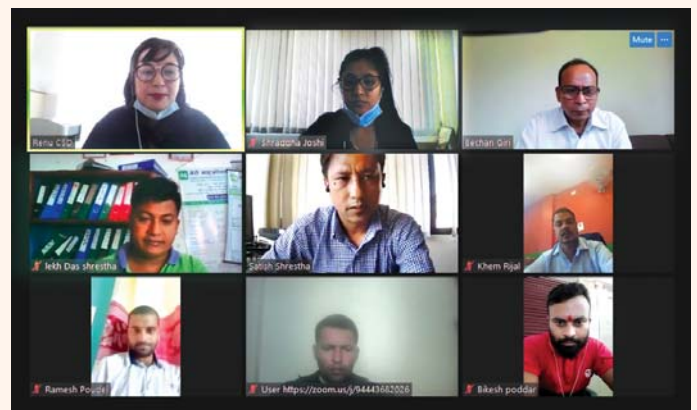 Mute ...
Renu CSD
Shraddha Joshi
Bechan Giri
lekh Das shrestha
Satish Shrestha
Khem Rijal
Ramesh Poudel
User https://zoom.us/j/94443682026
Bikesh poddar